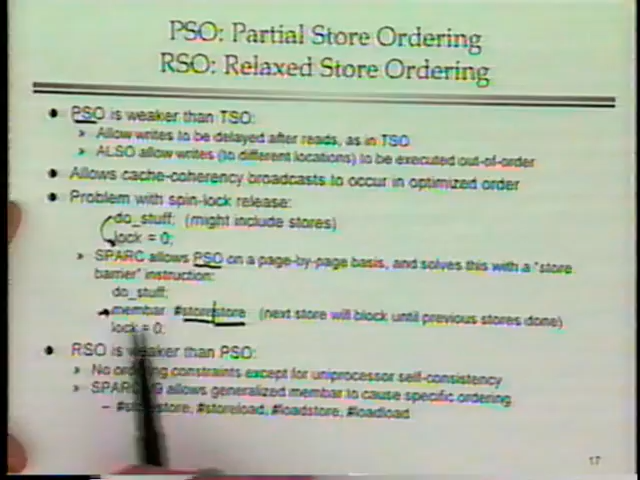 PSO: Partial Store Ordering
RSO: Relaxed Store Ordering
PSO is weaker than TSO:
Allow writes to be delayed after reads, as in TSO
ALSO allow writes (to different locations) to be executed out-of-order
Allows cache-coherency broadcasts to occur in optimized order
Problem with spin-lock release:
do_stuff; (might include stores)
lock = 0;
SPARC allows PSO on a page-by-page basis, and solves this with a "store
barrier" instruction:
do_stuff;
membar #storestore (next store will block until previous stores done)
lock = 0;
RSO is weaker than PSO:
No ordering constraints except for uniprocessor self-consistency
allows generalized membar to cause specific ordering
#storeload, #loadstore, #loadload
17